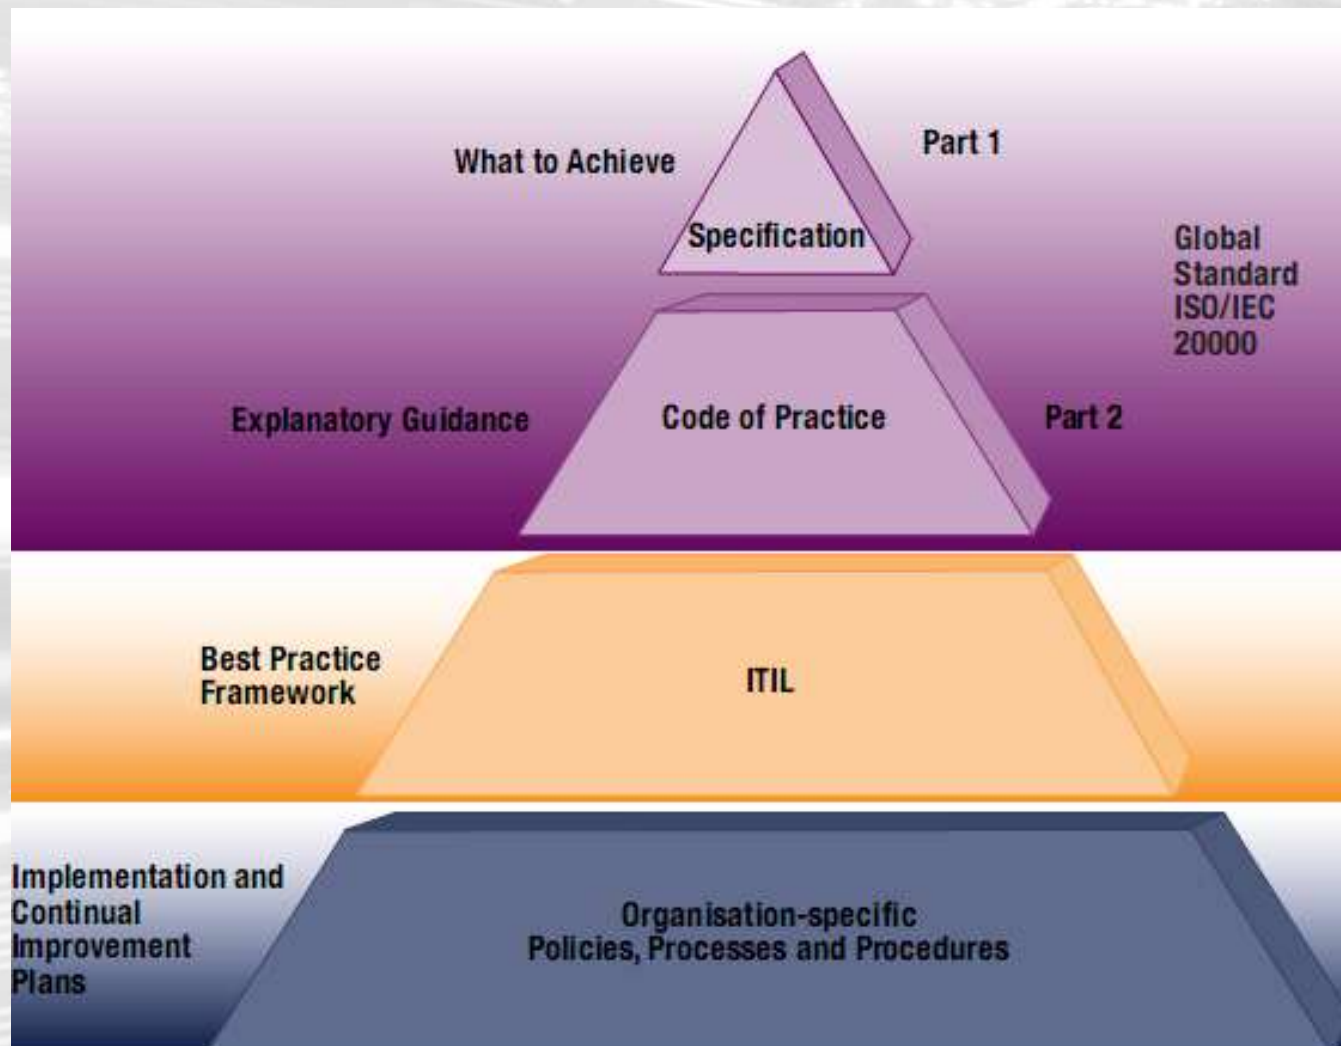 What to Achieve
Part 1
Specification
Global
Standard
ISO/IEC
20000
Explanatory Guidance
Code of Practice
Part 2
Best Practice
Framework
ITIL
Implementation and
Continual
Improvement
Plans
Organisation-specific
Policies, Processes and Procedures